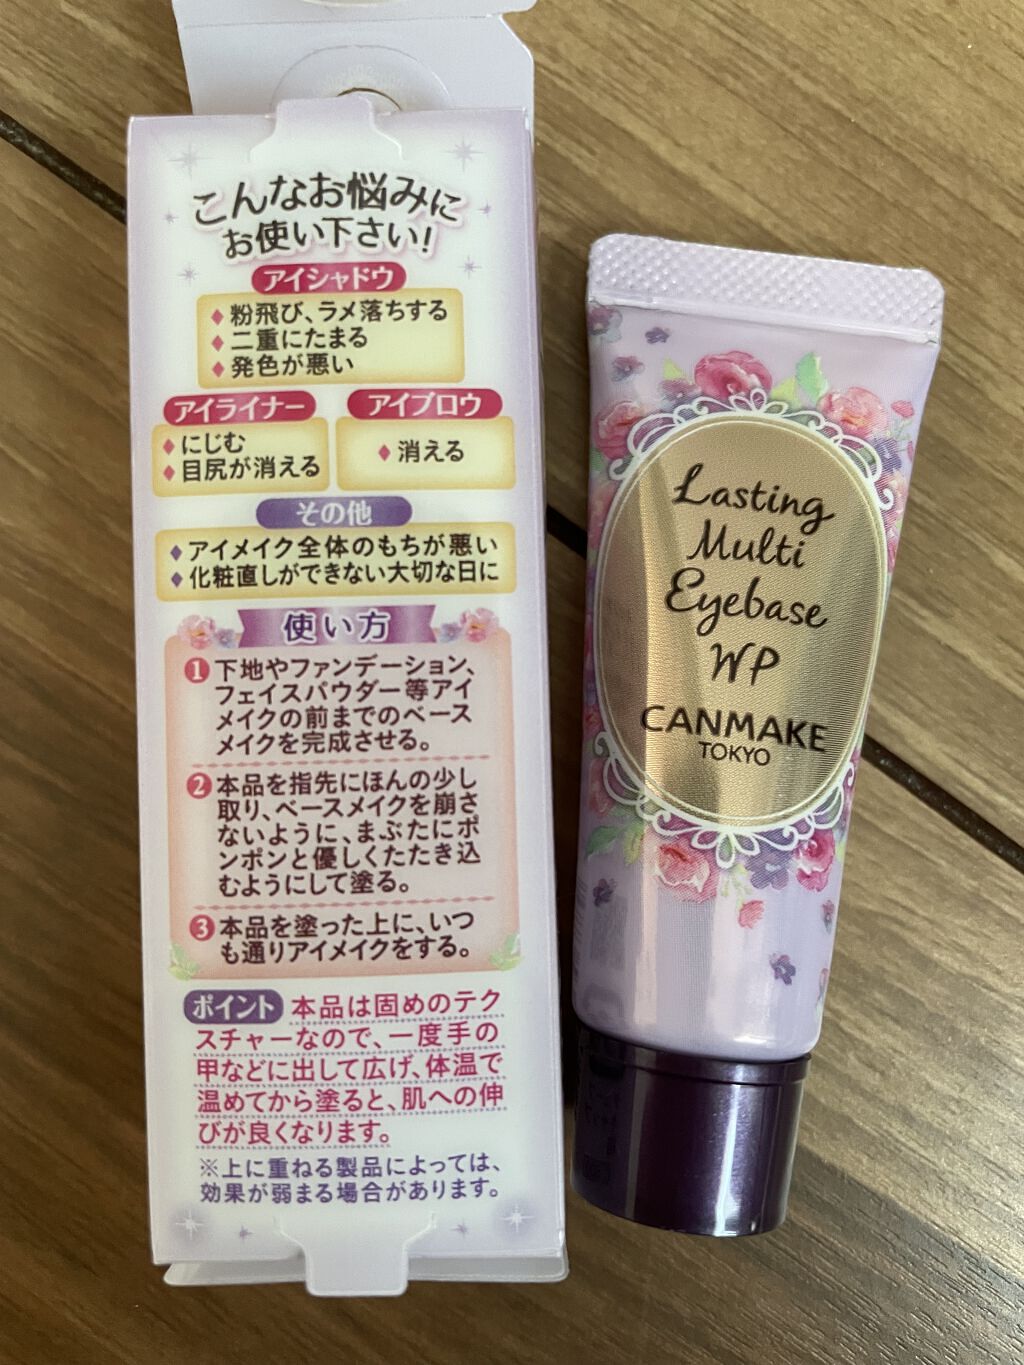 こんなお悩みに
お使い下さい!
アイシャドウ
♦粉飛び、ラメ落ちする
♦二重にたまる
♦発色が悪い
アイライナー
♦にじむ
♦目尻が消える
アイブロウ
♦消える
その他
♦アイメイク全体のもちが悪い
♦化粧直しができない大切な日に
使い方
1 下地やファンデーション、
フェイスパウダー等アイ
メイクの前までのベース
メイクを完成させる。
2 本品を指先にほんの少し
取り、ベースメイクを崩さ
ないように、まぶたにポ
ンポンと優しくたたき込
むようにして塗る。
3 本品を塗った上に、いつ
も通りアイメイクをする。
ポイント 本品は固めのテク
スチャーなので、一度手の
甲などに出して広げ、体温で
温めてから塗ると、肌への伸
びが良くなります。
※上に重ねる製品によっては、
効果が弱まる場合があります。
Lasting
Multi
Eyebase
WP
CANMAKE
TOKYO